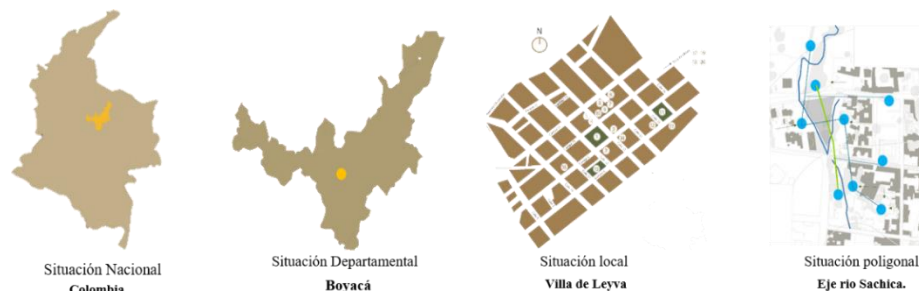 N
Situación Nacional
Colombia
Situación Departamental
Boyacá
Situación local
Villa de Leyva
Situación poligonal
Eje rio Sachica.